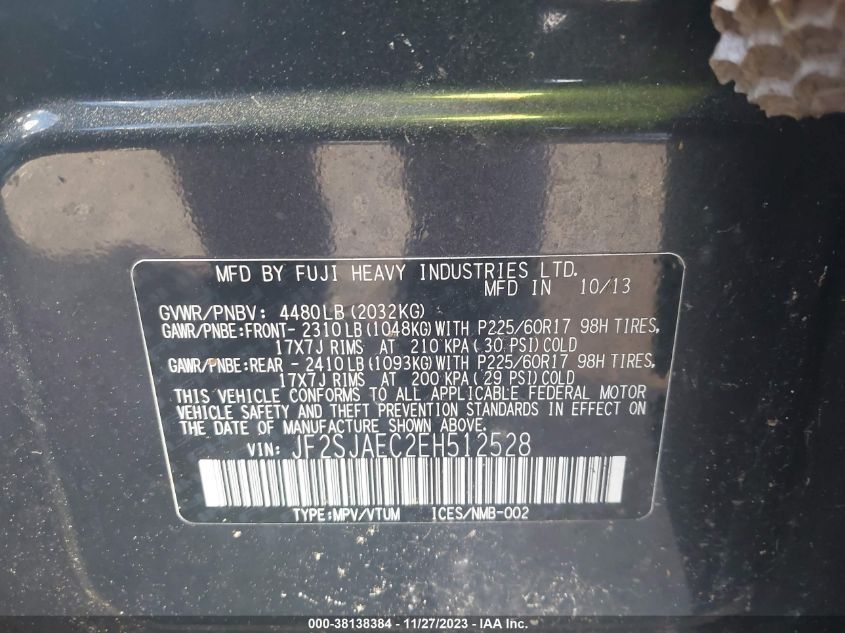 MFD BY FUJI HEAVY INDUSTRIES LTD.
MFD IN 10/13
GVWR/PNBV: 4480LB(2032KG)
GAWR/PNBE:FRONT- 2310LB(1048KG)WITH P225/60R17 98H TIRES,
17X7J RIMS AT 210 KPA(30 PSI)COLD
GAWR/PNBE:REAR - 2410LB(1093KG)WITH P225/60R17 98H TIRES,
17X7J RIMS AT 200 KPA(29 PSI)COLD
THIS VEHICLE CONFORMS TO ALL APPLICABLE FEDERAL MOTOR
VEHICLE SAFETY AND THEFT PREVENTION STANDARDS IN EFFECT ON
THE DATE OF MANUFACTURE SHOWN ABOVE.
VIN: JF2SJAEC2EH512528
TYPE:MPV/VTUM ICES/NMB-002
000-38138384 - 11/27/2023 - IAA Inc.